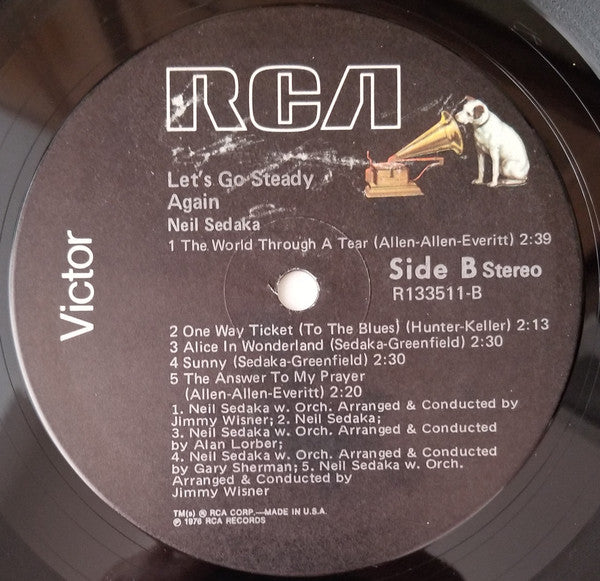 RCA
Victor
Let's Go Steady
Again
Neil Sedaka
1 The World Through A Tear (Allen-Allen-Everitt) 2:39
Side B Stereo
R133511-B
2 One Way Ticket (To The Blues) (Hunter-Keller) 2:13
3 Alice In Wonderland (Sedaka-Greenfield) 2:30
4 Sunny (Sedaka-Greenfield) 2:30
5 The Answer To My Prayer
(Allen-Allen-Everitt) 2:20
1. Neil Sedaka w. Orch. Arranged & Conducted by
Jimmy Wisner; 2. Neil Sedaka;
3. Neil Sedaka w. Orch. Arranged & Conducted
by Alan Lorber;
4. Neil Sedaka w. Orch. Arranged & Conducted
by Gary Sherman; 5. Neil Sedaka w. Orch.
Arranged & Conducted by
Jimmy Wisner
TM(s) ® RCA CORP.—MADE IN U.S.A.
℗ 1976 RCA RECORDS